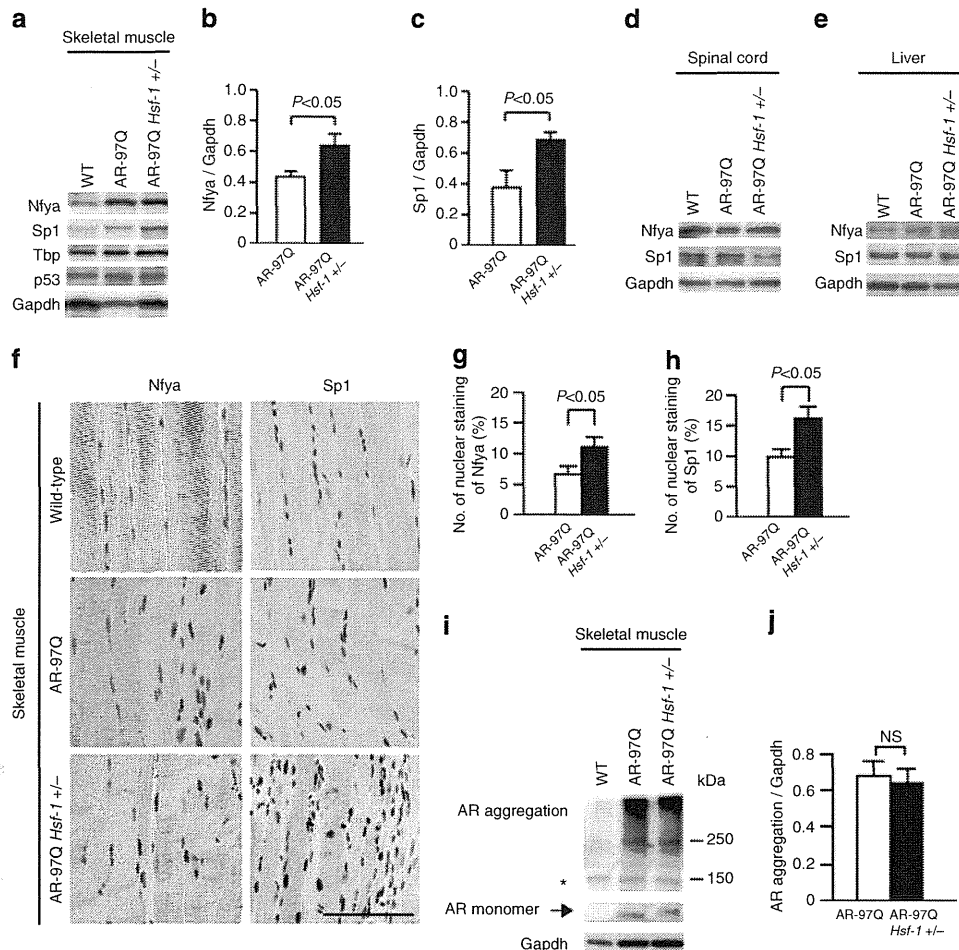 a
Skeletal muscle
WT
AR-97Q
AR-97Q Hsf-1 +/–
Nfya
Sp1
Tbp
p53
Gapdh
b
Nfya / Gapdh
1.0
0.8
0.6
0.4
0.2
0
P<0.05
AR-97Q
AR-97Q
Hsf-1 +/–
c
Sp1 / Gapdh
1.0
0.8
0.6
0.4
0.2
0
P<0.05
AR-97Q
AR-97Q
Hsf-1 +/–
d
Spinal cord
WT
AR-97Q
AR-97Q Hsf-1 +/–
Nfya
Sp1
Gapdh
e
Liver
WT
AR-97Q
AR-97Q Hsf-1 +/–
Nfya
Sp1
Gapdh
f
Nfya
Sp1
Skeletal muscle
Wild-type
AR-97Q
AR-97Q Hsf-1 +/–
g
No. of nuclear staining
of Nfya (%)
20
15
10
5
0
P<0.05
AR-97Q
AR-97Q
Hsf-1 +/–
h
No. of nuclear staining
of Sp1 (%)
20
15
10
5
0
P<0.05
AR-97Q
AR-97Q
Hsf-1 +/–
i
Skeletal muscle
WT
AR-97Q
AR-97Q Hsf-1 +/–
kDa
AR aggregation
250
150
*
AR monomer
Gapdh
j
AR aggregation / Gapdh
0.8
0.6
0.4
0.2
0
NS
AR-97Q
AR-97Q
Hsf-1 +/–